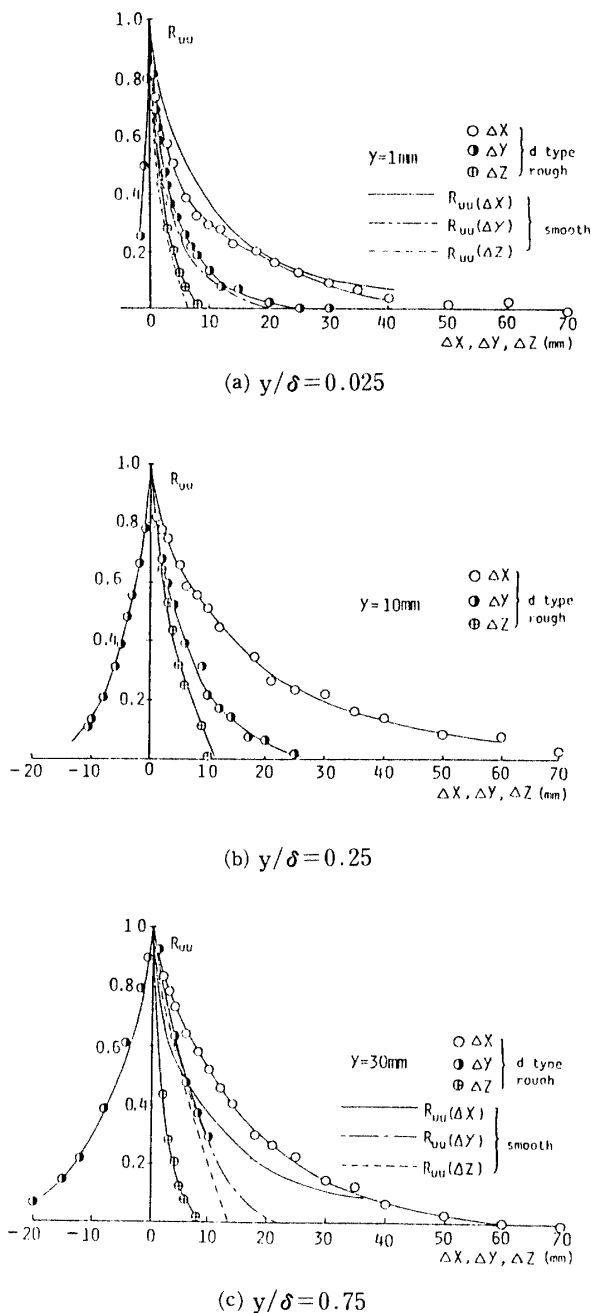 1.0
R_uu
0.8
0.6
0.4
0.2
y=1mm
○ ΔX
◑ ΔY
⊕ ΔZ
d type
rough
R_uu(ΔX)
R_uu(ΔY)
R_uu(ΔZ)
smooth
0 10 20 30 40 50 60 70
ΔX, ΔY, ΔZ (mm)
(a) y/δ=0.025
1.0
R_uu
0.8
0.6
0.4
0.2
y=10mm
○ ΔX
◑ ΔY
⊕ ΔZ
d type
rough
-20 -10 0 10 20 30 40 50 60 70
ΔX, ΔY, ΔZ (mm)
(b) y/δ=0.25
1.0
R_uu
0.8
0.6
0.4
0.2
y=30mm
○ ΔX
◑ ΔY
⊕ ΔZ
d type
rough
R_uu(ΔX)
R_uu(ΔY)
R_uu(ΔZ)
smooth
-20 -10 0 10 20 30 40 50 60 70
ΔX, ΔY, ΔZ (mm)
(c) y/δ=0.75